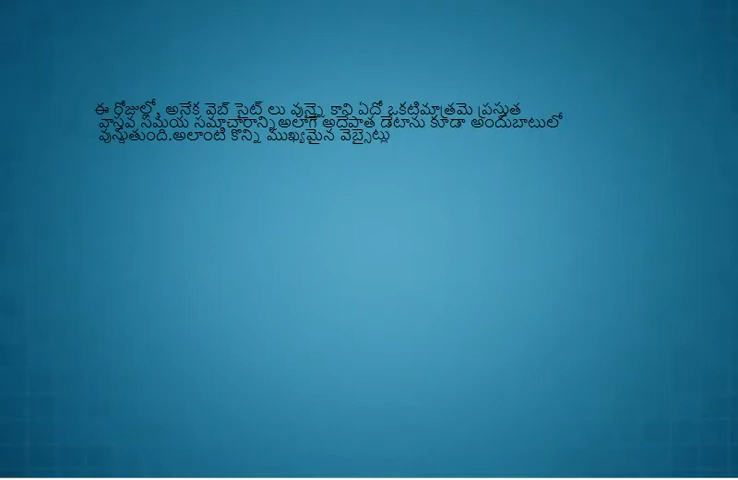 ఈ రోజుల్లో, అనేక వెబ్ సైట్ లు వున్నై కాని ఏదో ఒకటిమాత్రమె ప్రస్తుత
వాస్తవ సమయ సమాచారాన్నిఅలాగే అదేపాత డేటాను కూడా అందుబాటులో
వున్చుతుంది.అలాంటి కొన్ని ముఖ్యమైన వెబ్సైట్లు